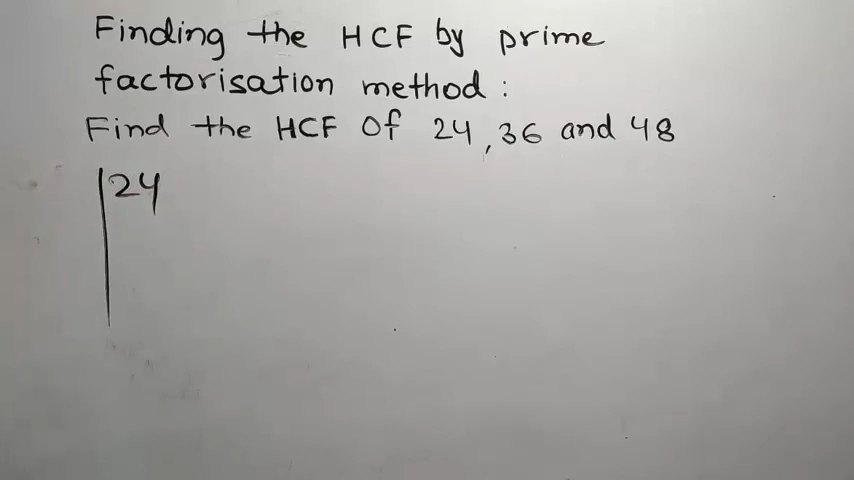 Finding the HCF by prime
factorisation method :
Find the HCF Of 24, 36 and 48
24